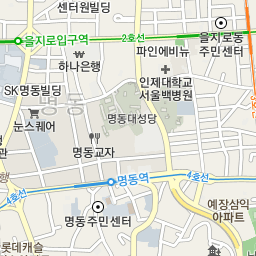 센터원빌딩
을지로입구역
2호선
을지로동
주민센터
파인에비뉴
하나은행
인제대학교
서울백병원
SK명동빌딩
명동
눈스퀘어
명동대성당
명동교자
관
명동역
4호선
4호선
명동주민센터
예장삼익
아파트
롯데캐슬